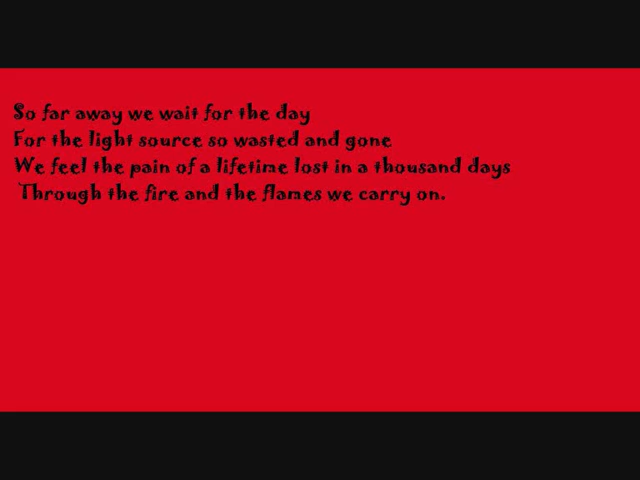 So far away we wait for the day
For the light source so wasted and gone
We feel the pain of a lifetime lost in a thousand days
Through the fire and the flames we carry on.